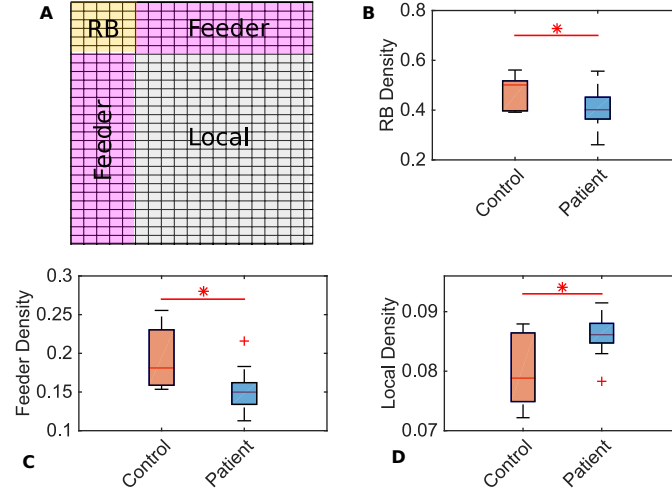 A
RB
Feeder
Feeder
Local
B
RB Density
0.8
0.6
0.4
0.2
*
Control
Patient
C
Feeder Density
0.3
0.25
0.2
0.15
0.1
*
Control
Patient
D
Local Density
0.09
0.08
0.07
*
Control
Patient